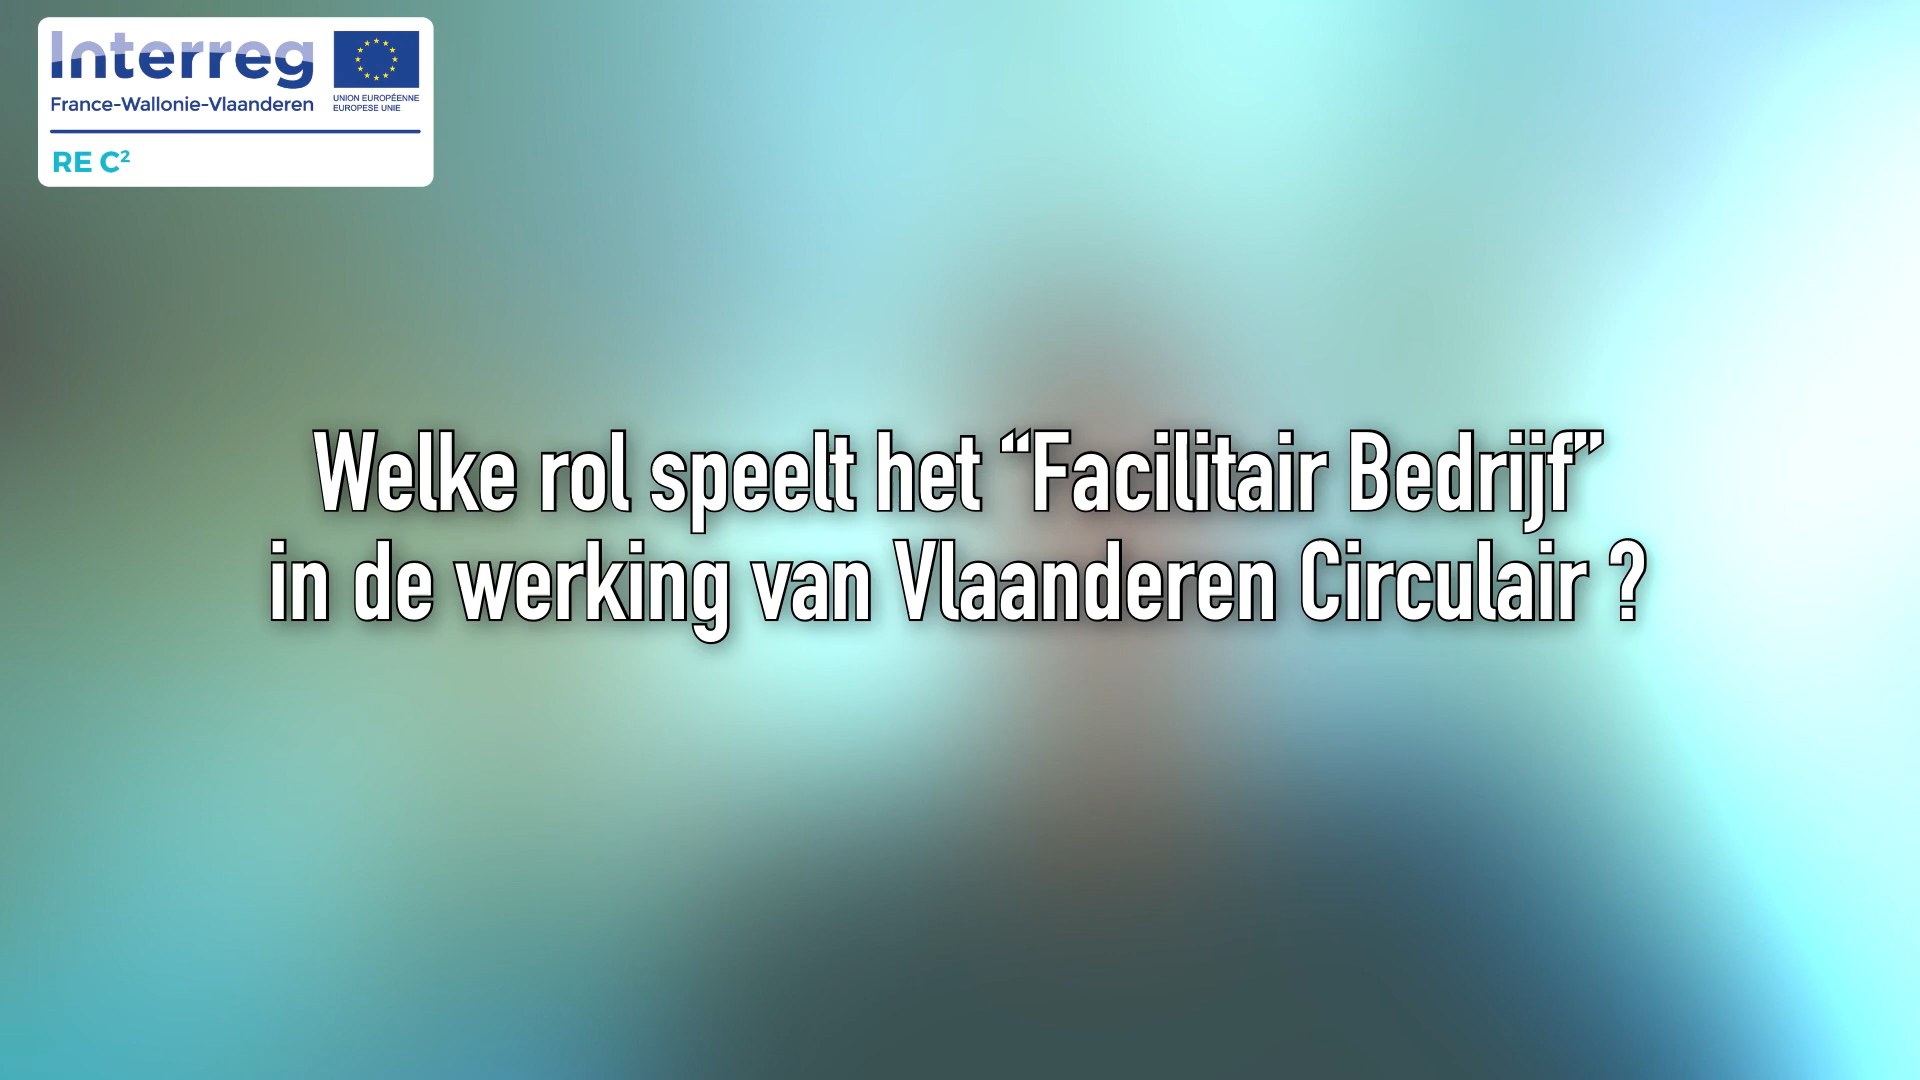 Interreg
France-Wallonie-Vlaanderen
UNION EUROPÉENNE
EUROPESE UNIE
RE C²
Welke rol speelt het “Facilitair Bedrijf”
in de werking van Vlaanderen Circulair ?